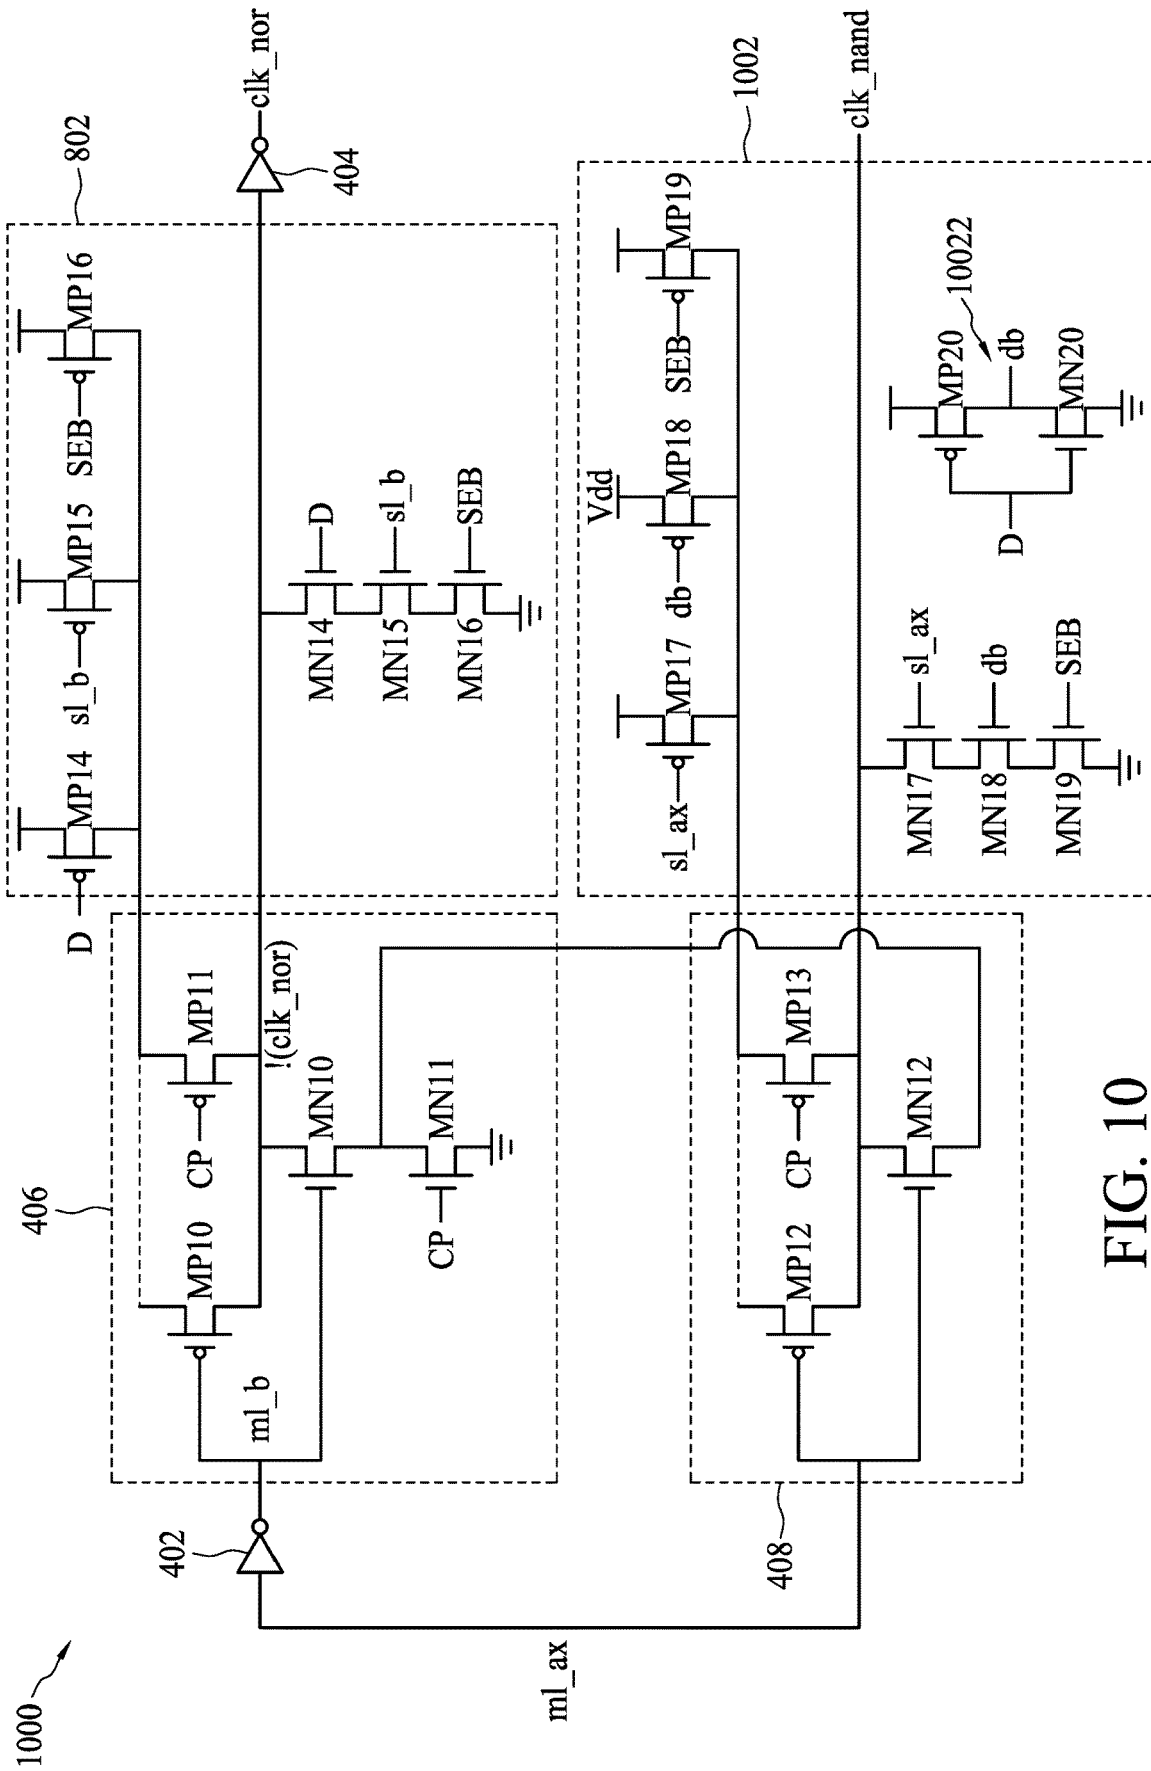 1000
ml_ax
402
406
ml_b
MP10
CP
MP11
!(clk_nor)
MN10
CP
MN11
802
D
MP14
sl_b
MP15
SEB
MP16
MN14
D
MN15
sl_b
MN16
SEB
404
clk_nor
408
MP12
CP
MP13
MN12
1002
sl_ax
MP17
db
Vdd
MP18
SEB
MP19
MN17
sl_ax
MN18
db
MN19
SEB
D
MP20
10022
db
MN20
clk_nand
FIG. 10